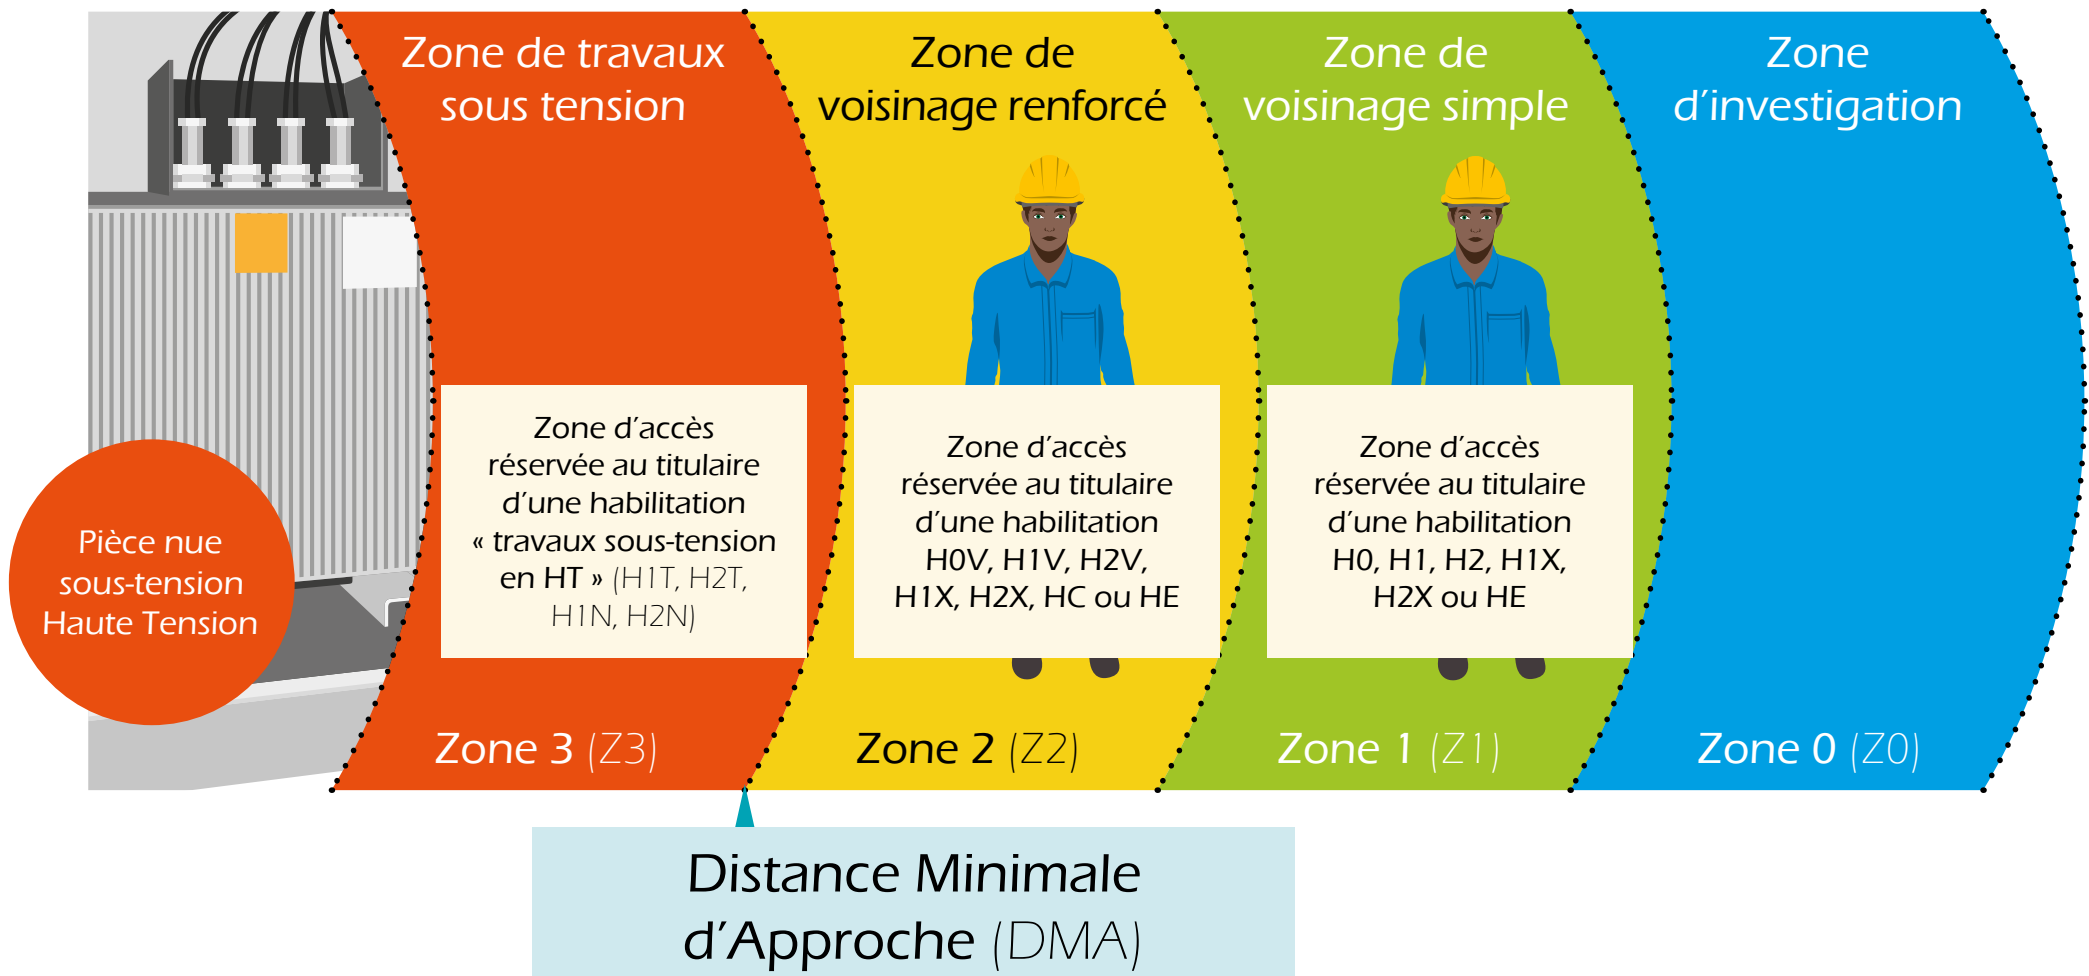 Zone de travaux
sous tension
Zone de
voisinage renforcé
Zone de
voisinage simple
Zone
d'investigation
Pièce nue
sous-tension
Haute Tension
Zone d'accès
réservée au titulaire
d'une habilitation
« travaux sous-tension
en HT » (H1T, H2T,
H1N, H2N)
Zone d'accès
réservée au titulaire
d'une habilitation
H0V, H1V, H2V,
H1X, H2X, HC ou HE
Zone d'accès
réservée au titulaire
d'une habilitation
H0, H1, H2, H1X,
H2X ou HE
Zone 3 (Z3)
Zone 2 (Z2)
Zone 1 (Z1)
Zone 0 (Z0)
Distance Minimale
d'Approche (DMA)